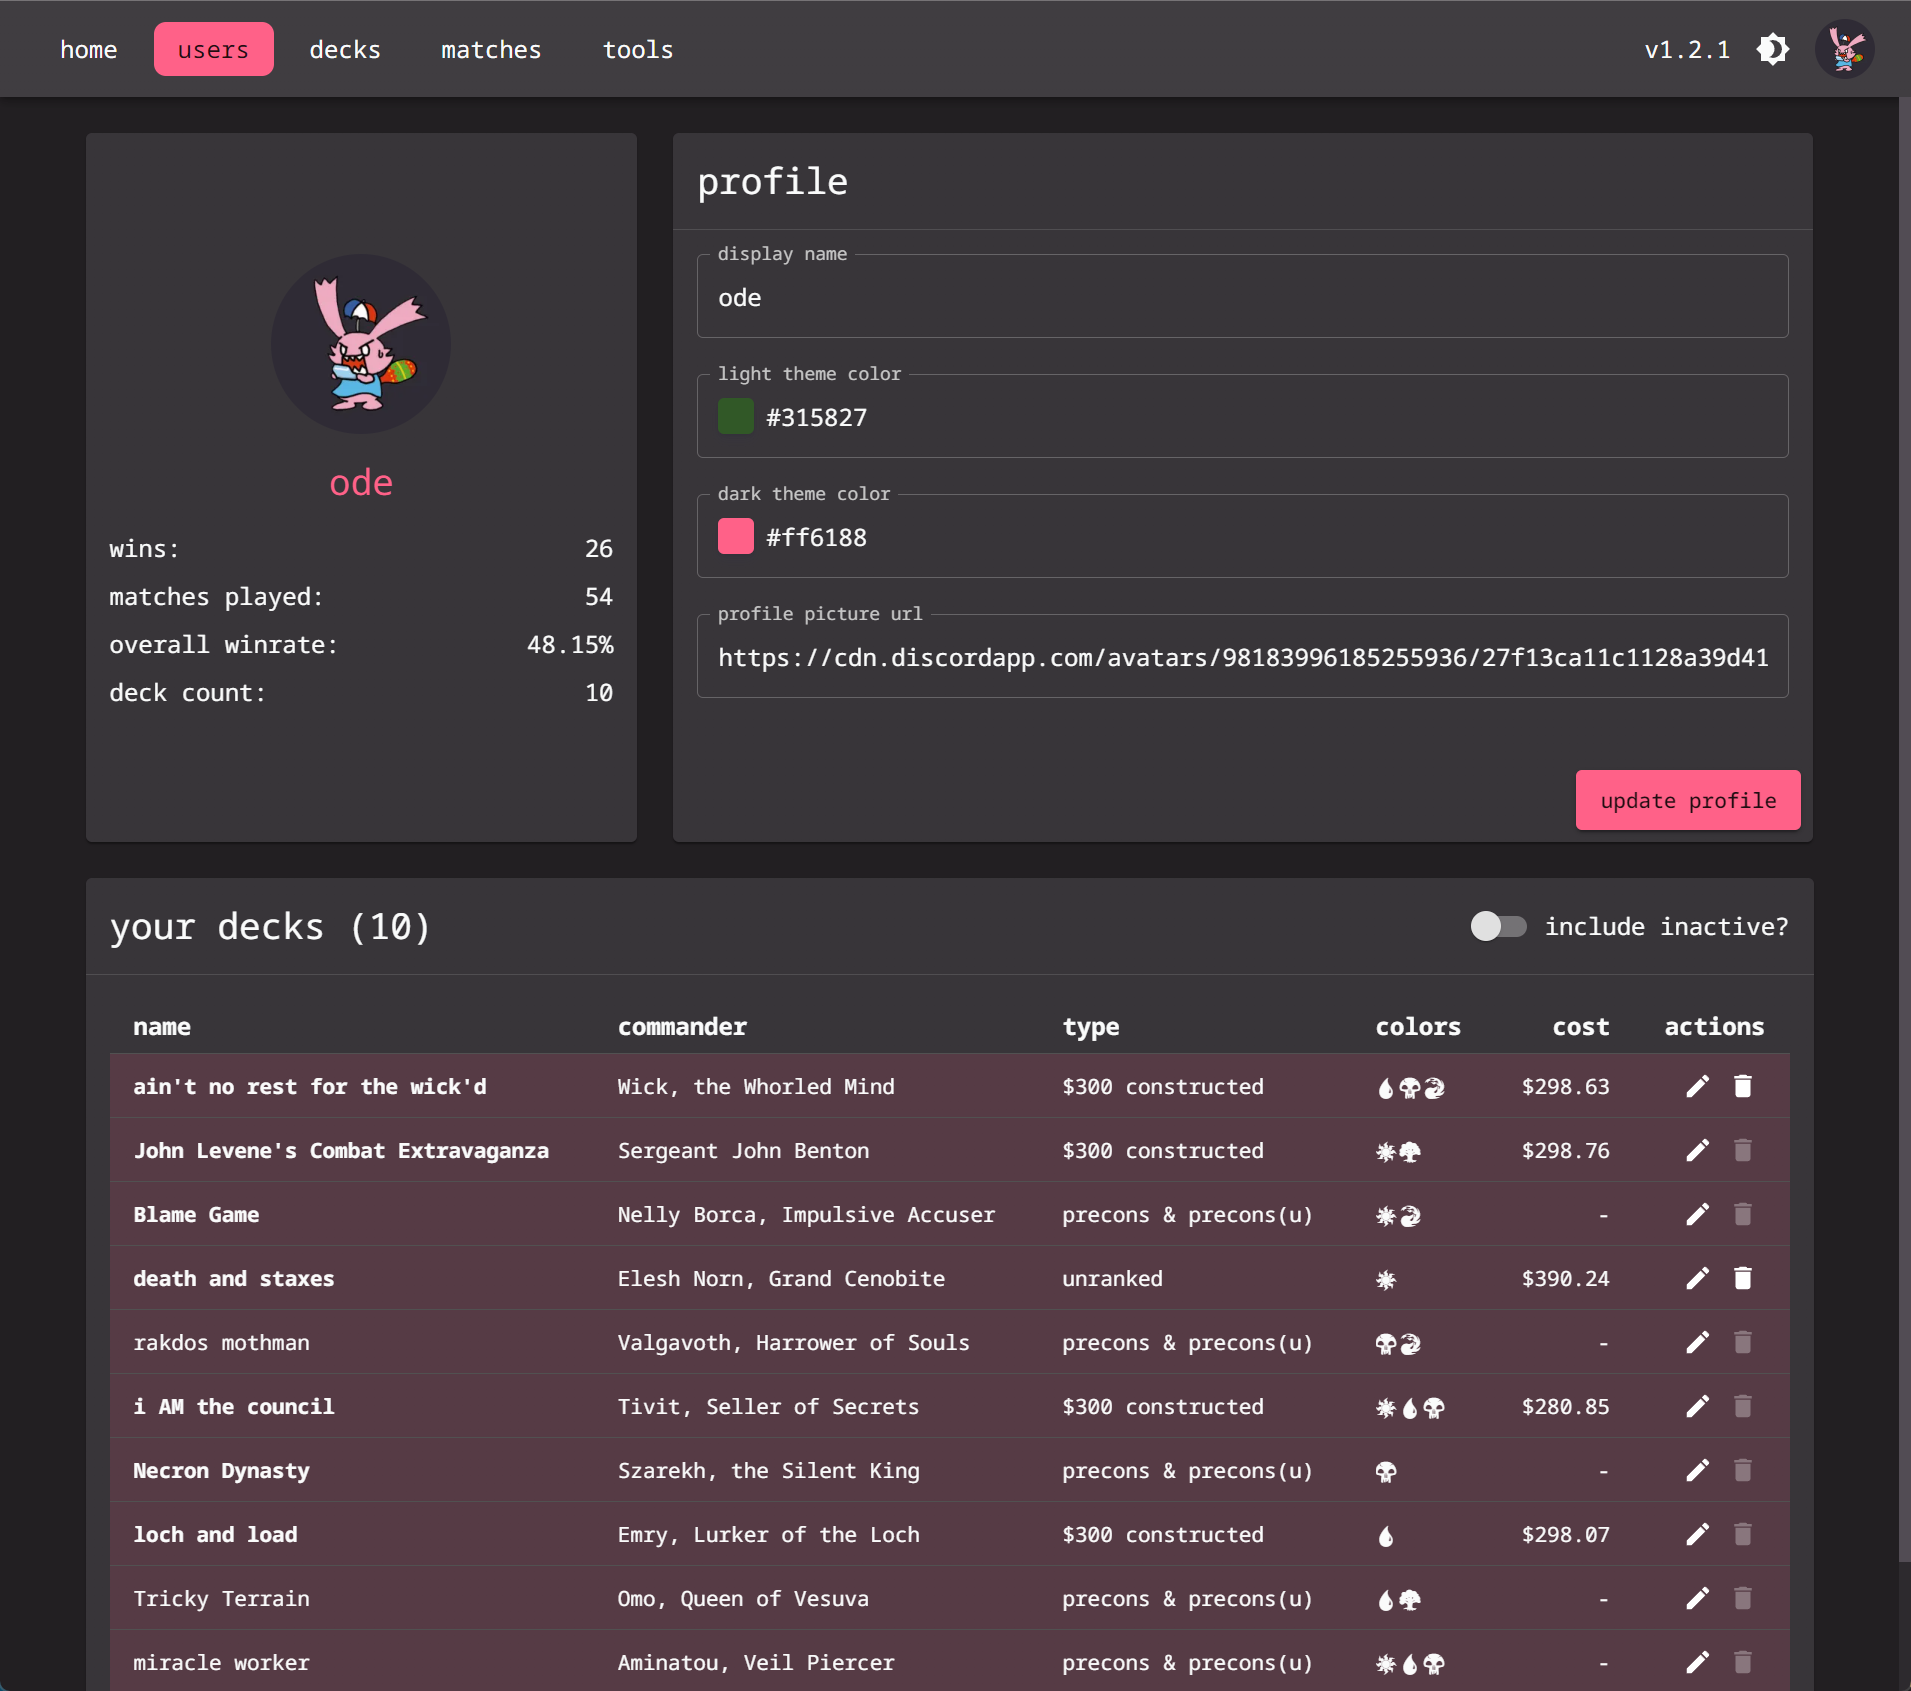 home users decks matches tools v1.2.1
profile
display name
ode
light theme color
#315827
dark theme color
#ff6188
profile picture url
https://cdn.discordapp.com/avatars/98183996185255936/27f13ca11c1128a39d41
update profile
ode
wins: 26
matches played: 54
overall winrate: 48.15%
deck count: 10
your decks (10) include inactive?
name commander type colors cost actions
ain't no rest for the wick'd Wick, the Whorled Mind $300 constructed $298.63
John Levene's Combat Extravaganza Sergeant John Benton $300 constructed $298.76
Blame Game Nelly Borca, Impulsive Accuser precons & precons(u) -
death and staxes Elesh Norn, Grand Cenobite unranked $390.24
rakdos mothman Valgavoth, Harrower of Souls precons & precons(u) -
i AM the council Tivit, Seller of Secrets $300 constructed $280.85
Necron Dynasty Szarekh, the Silent King precons & precons(u) -
loch and load Emry, Lurker of the Loch $300 constructed $298.07
Tricky Terrain Omo, Queen of Vesuva precons & precons(u) -
miracle worker Aminatou, Veil Piercer precons & precons(u) -